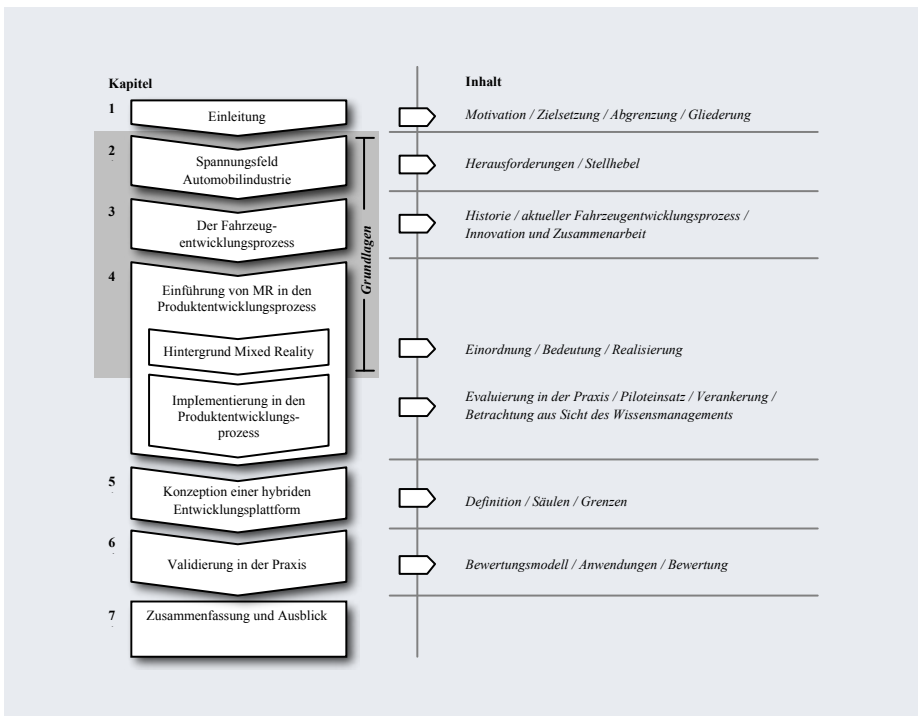 Kapitel
Inhalt
1
Einleitung
Motivation / Zielsetzung / Abgrenzung / Gliederung
2
Spannungsfeld
Automobilindustrie
Herausforderungen / Stellhebel
3
Der Fahrzeug-
entwicklungsprozess
Historie / aktueller Fahrzeugentwicklungsprozess /
Innovation und Zusammenarbeit
Grundlagen
4
Einführung von MR in den
Produktentwicklungsprozess
Hintergrund Mixed Reality
Einordnung / Bedeutung / Realisierung
Implementierung in den
Produktentwicklungs-
prozess
Evaluierung in der Praxis / Piloteinsatz / Verankerung /
Betrachtung aus Sicht des Wissensmanagements
5
Konzeption einer hybriden
Entwicklungsplattform
Definition / Säulen / Grenzen
6
Validierung in der Praxis
Bewertungsmodell / Anwendungen / Bewertung
7
Zusammenfassung und Ausblick